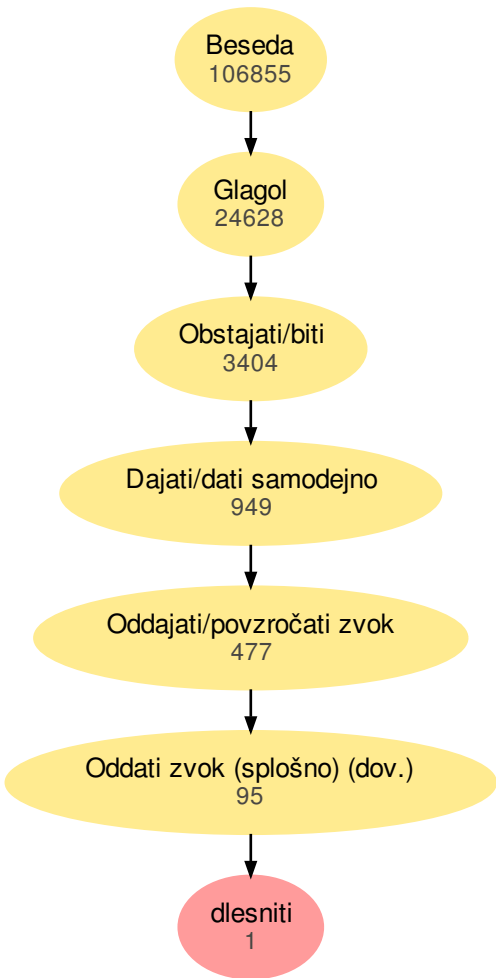 Beseda
106855
Glagol
24628
Obstajati/biti
3404
Dajati/dati samodejno
949
Oddajati/povzročati zvok
477
Oddati zvok (splošno) (dov.)
95
dlesniti
1